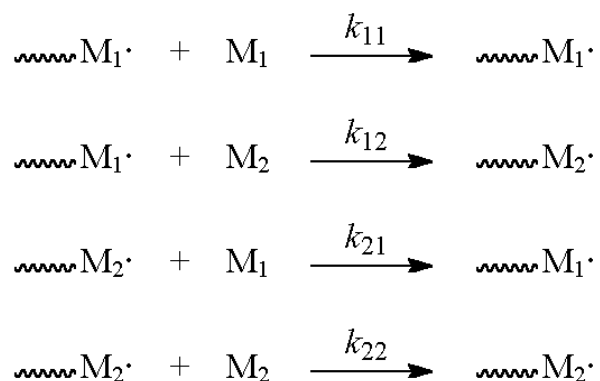 M₁· + M₁ k₁₁ M₁·
M₁· + M₂ k₁₂ M₂·
M₂· + M₁ k₂₁ M₁·
M₂· + M₂ k₂₂ M₂·